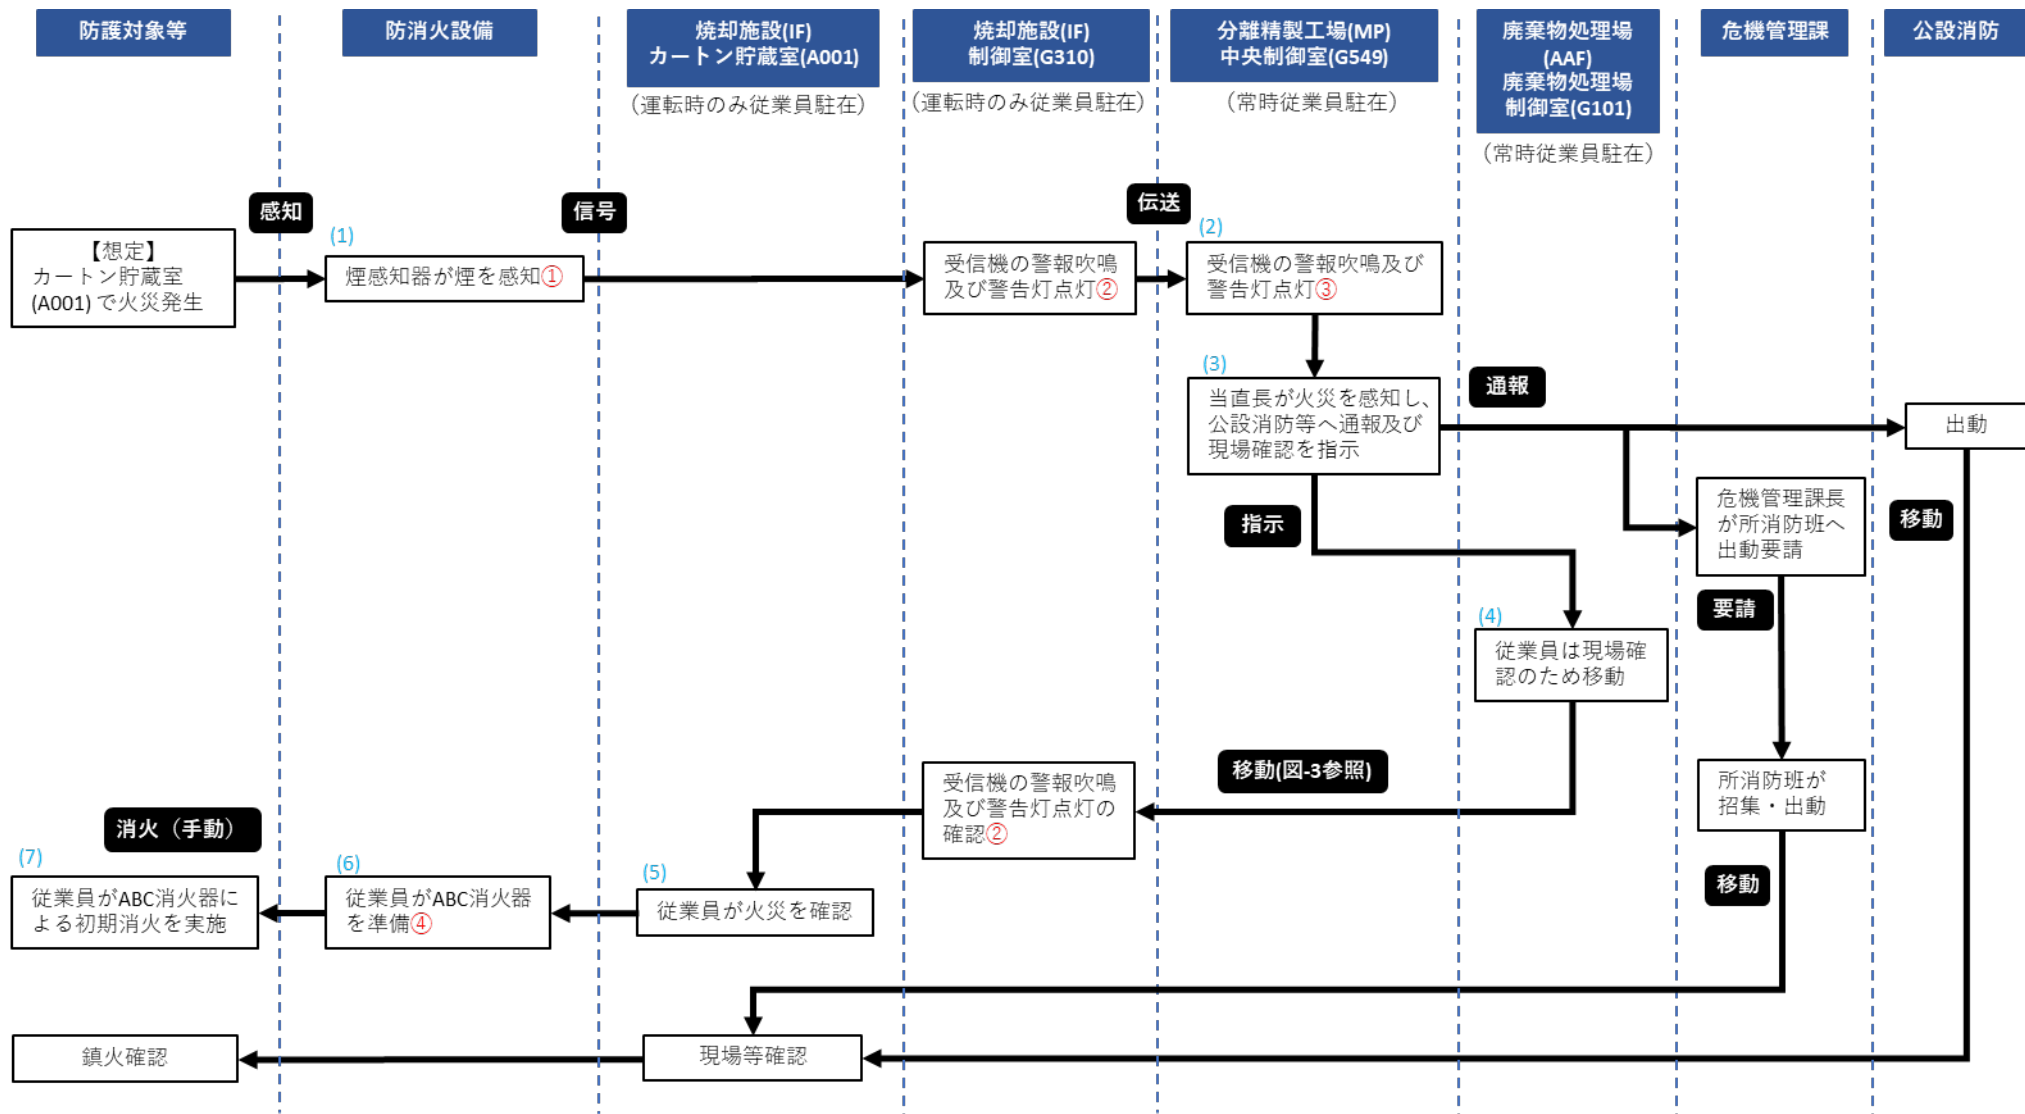 防護対象等
防消火設備
焼却施設(IF)
カートン貯蔵室(A001)
(運転時のみ従業員駐在)
焼却施設(IF)
制御室(G310)
(運転時のみ従業員駐在)
分離精製工場(MP)
中央制御室(G549)
(常時従業員駐在)
廃棄物処理場
(AAF)
廃棄物処理場
制御室(G101)
(常時従業員駐在)
危機管理課
公設消防
感知
信号
伝送
【想定】
カートン貯蔵室
(A001)で火災発生
(1)
煙感知器が煙を感知①
受信機の警報吹鳴
及び警告灯点灯②
(2)
受信機の警報吹鳴及び
警告灯点灯③
(3)
当直長が火災を感知し、
公設消防等へ通報及び
現場確認を指示
通報
出動
指示
危機管理課長
が所消防班へ
出動要請
移動
要請
(4)
従業員は現場確
認のため移動
移動(図-3参照)
受信機の警報吹鳴
及び警告灯点灯の
確認②
所消防班が
招集・出動
消火（手動）
(7)
従業員がABC消火器に
よる初期消火を実施
(6)
従業員がABC消火器
を準備④
(5)
従業員が火災を確認
移動
鎮火確認
現場等確認